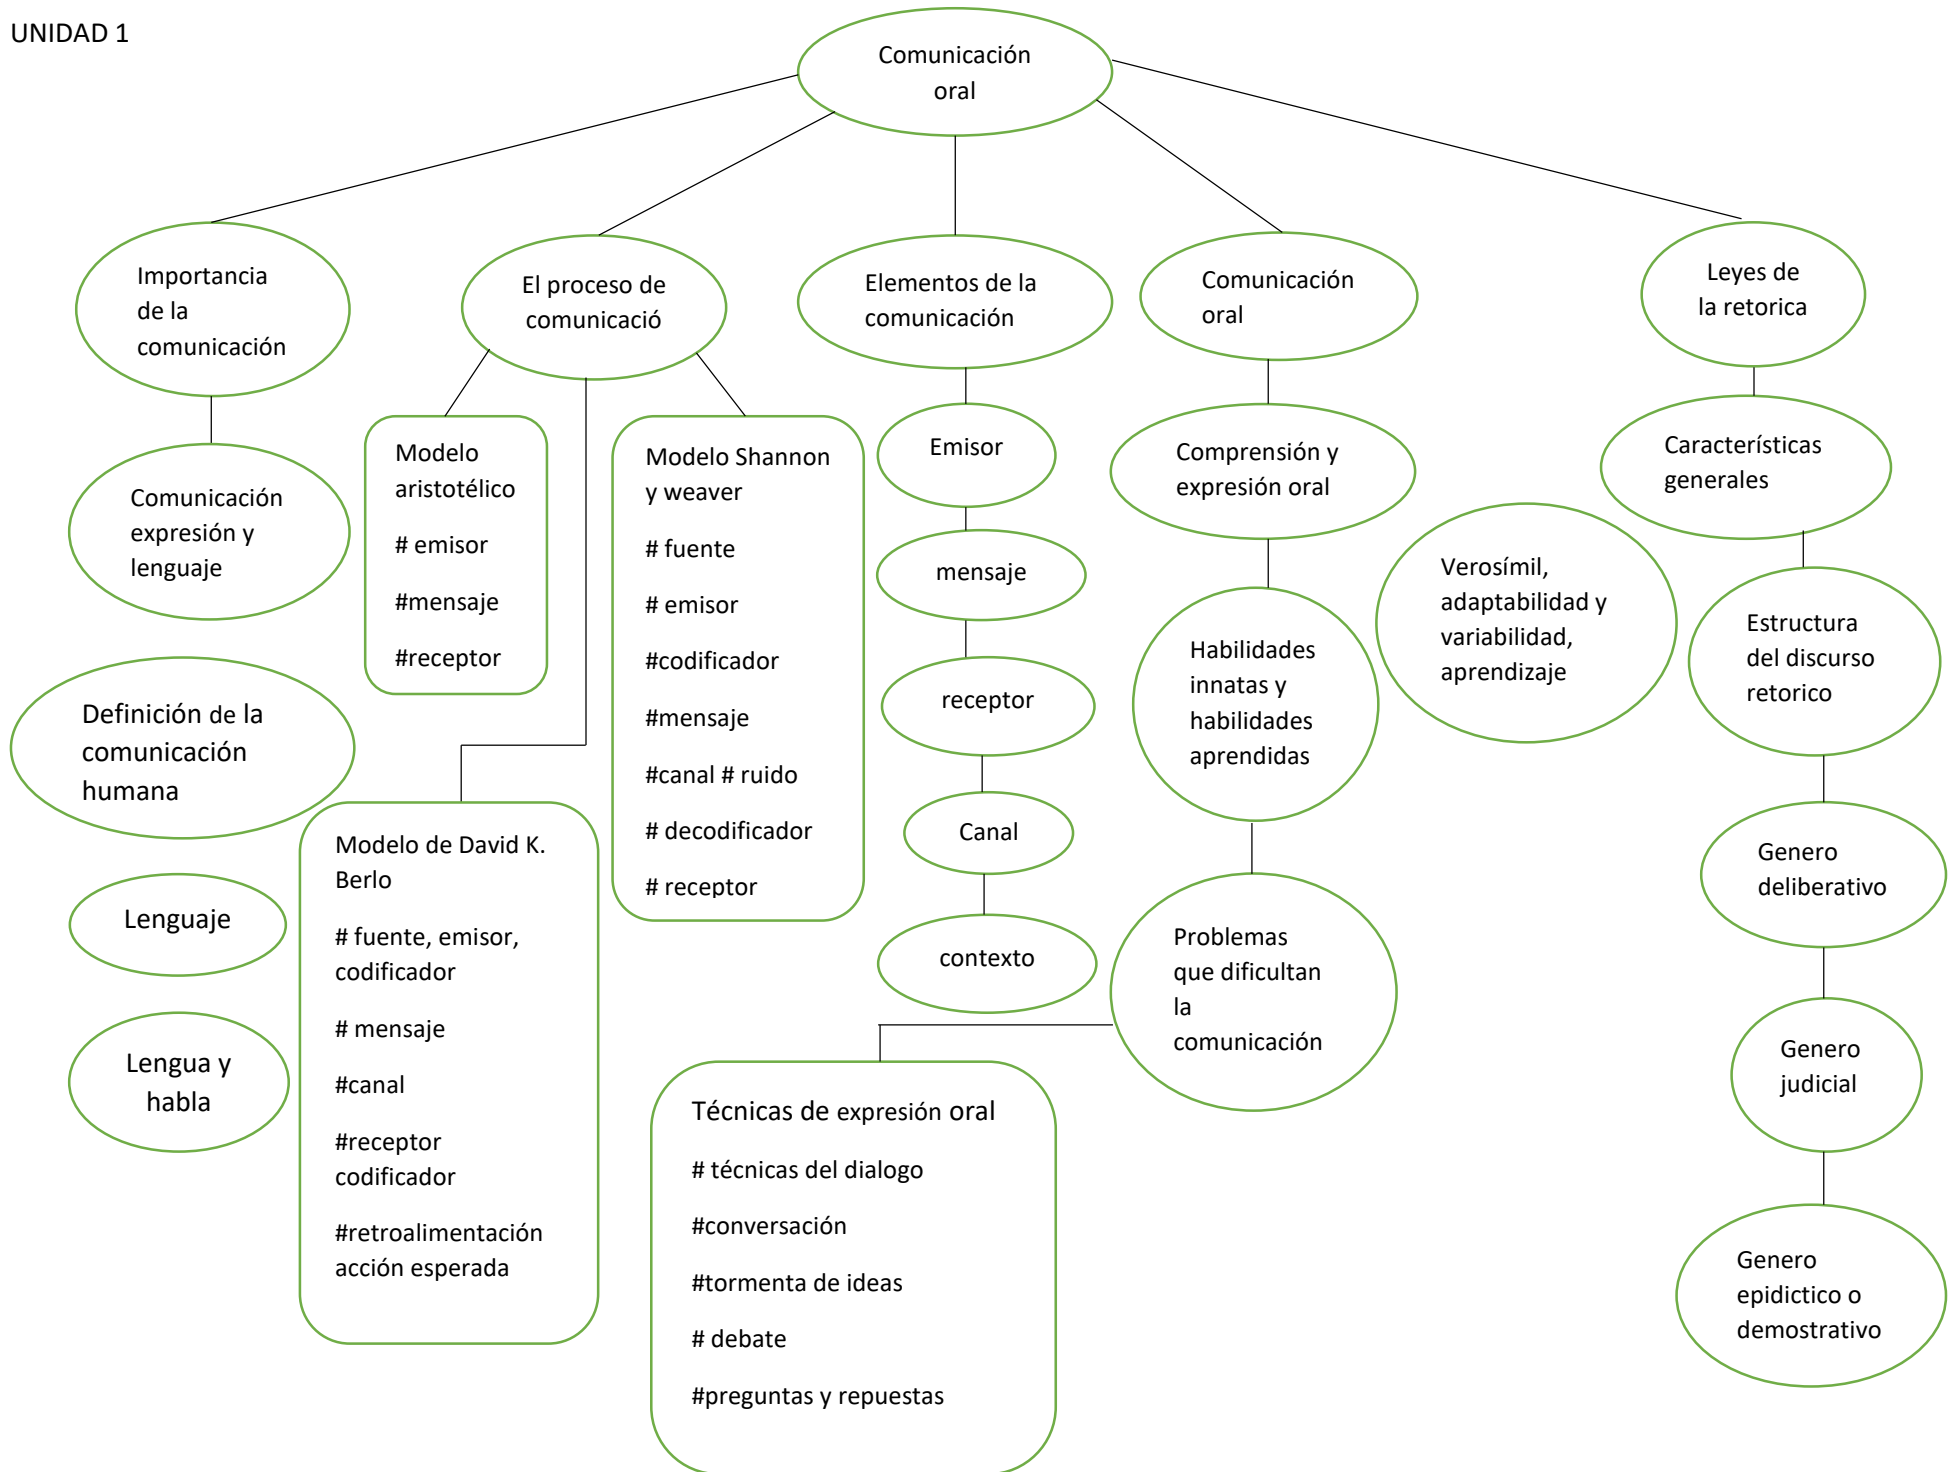 UNIDAD 1
Comunicación
oral
Importancia
de la
comunicación
El proceso de
comunicació
Elementos de la
comunicación
Comunicación
oral
Leyes de
la retorica
Comunicación
expresión y
lenguaje
Definición de la
comunicación
humana
Lenguaje
Lengua y
habla
Modelo
aristotélico
# emisor
#mensaje
#receptor
Modelo de David K.
Berlo
# fuente, emisor,
codificador
# mensaje
#canal
#receptor
codificador
#retroalimentación
acción esperada
Modelo Shannon
y weaver
# fuente
# emisor
#codificador
#mensaje
#canal # ruido
# decodificador
# receptor
Emisor
mensaje
receptor
Canal
contexto
Comprensión y
expresión oral
Habilidades
innatas y
habilidades
aprendidas
Problemas
que dificultan
la
comunicación
Técnicas de expresión oral
# técnicas del dialogo
#conversación
#tormenta de ideas
# debate
#preguntas y repuestas
Características
generales
Verosímil,
adaptabilidad y
variabilidad,
aprendizaje
Estructura
del discurso
retorico
Genero
deliberativo
Genero
judicial
Genero
epidictico o
demostrativo